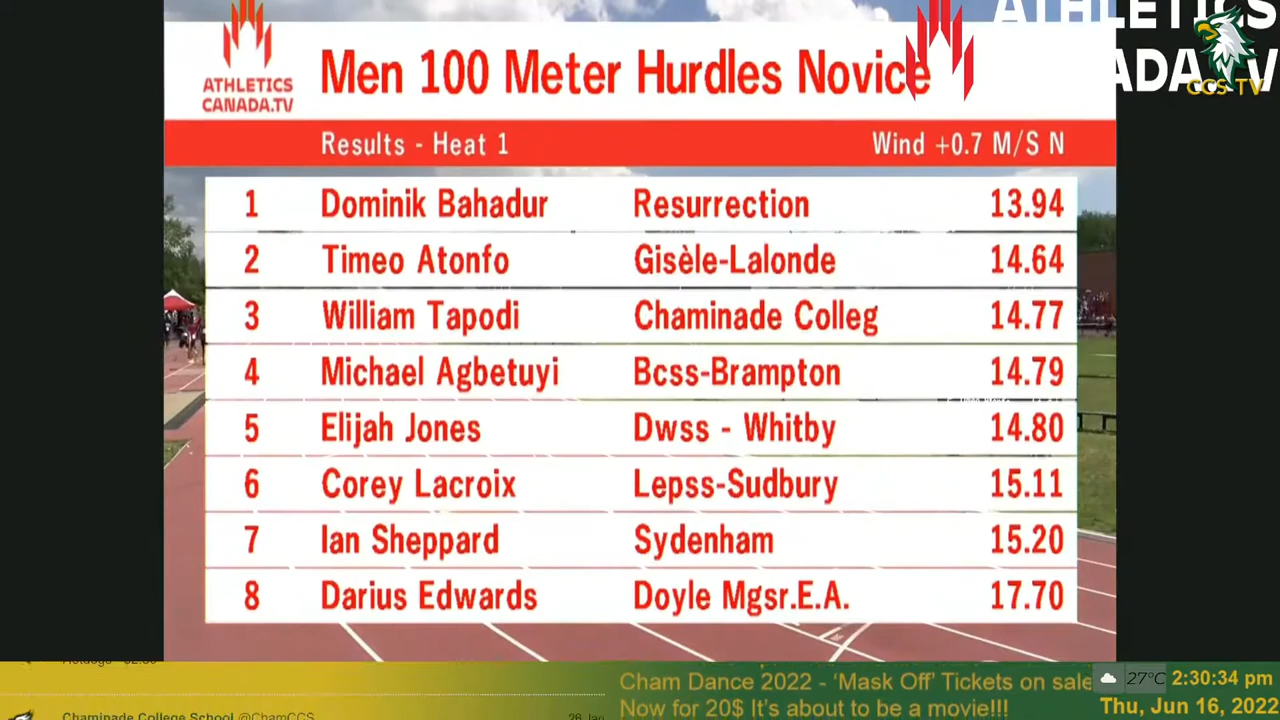 ATHLETICS
CANADA.TV
Men 100 Meter Hurdles Novice
ATHLETICS
ADA.TV
CCS TV
Results - Heat 1
Wind +0.7 M/S N
1 Dominik Bahadur Resurrection 13.94
2 Timeo Atonfo Gisèle-Lalonde 14.64
3 William Tapodi Chaminade Colleg 14.77
4 Michael Agbetuyi Bcss-Brampton 14.79
5 Elijah Jones Dwss - Whitby 14.80
6 Corey Lacroix Lepss-Sudbury 15.11
7 Ian Sheppard Sydenham 15.20
8 Darius Edwards Doyle Mgsr.E.A. 17.70
Chaminade College School @ChamCCS
Cham Dance 2022 - ‘Mask Off’ Tickets on sale
Now for 20$ It's about to be a movie!!!
27°C 2:30:34 pm
Thu, Jun 16, 2022